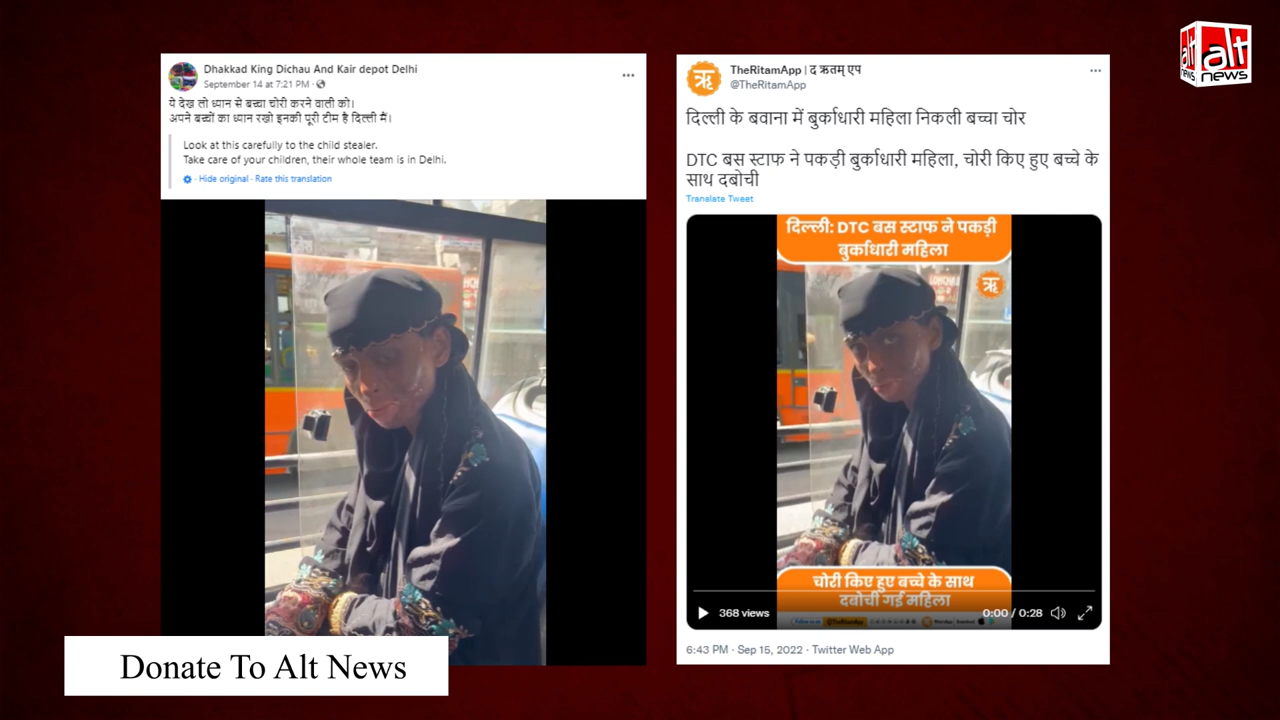 Dhakkad King Dichau And Kair depot Delhi
September 14 at 7:21 PM ·
ये देख लो ध्यान से बच्चा चोरी करने वाली को।
अपने बच्चों का ध्यान रखो इनकी पूरी टीम है दिल्ली मैं।
Look at this carefully to the child stealer.
Take care of your children, their whole team is in Delhi.
· Hide original · Rate this translation
TheRitamApp | द ऋतम् एप
@TheRitamApp
दिल्ली के बवाना में बुर्काधारी महिला निकली बच्चा चोर
DTC बस स्टाफ ने पकड़ी बुर्काधारी महिला, चोरी किए हुए बच्चे के
साथ दबोची
Translate Tweet
दिल्ली: DTC बस स्टाफ ने पकड़ी
बुर्काधारी महिला
ऋ
ऋ
चोरी किए हुए बच्चे के साथ
दबोची गई महिला
368 views
0:00 / 0:28
6:43 PM · Sep 15, 2022 · Twitter Web App
alt
news
alt
news
Donate To Alt News